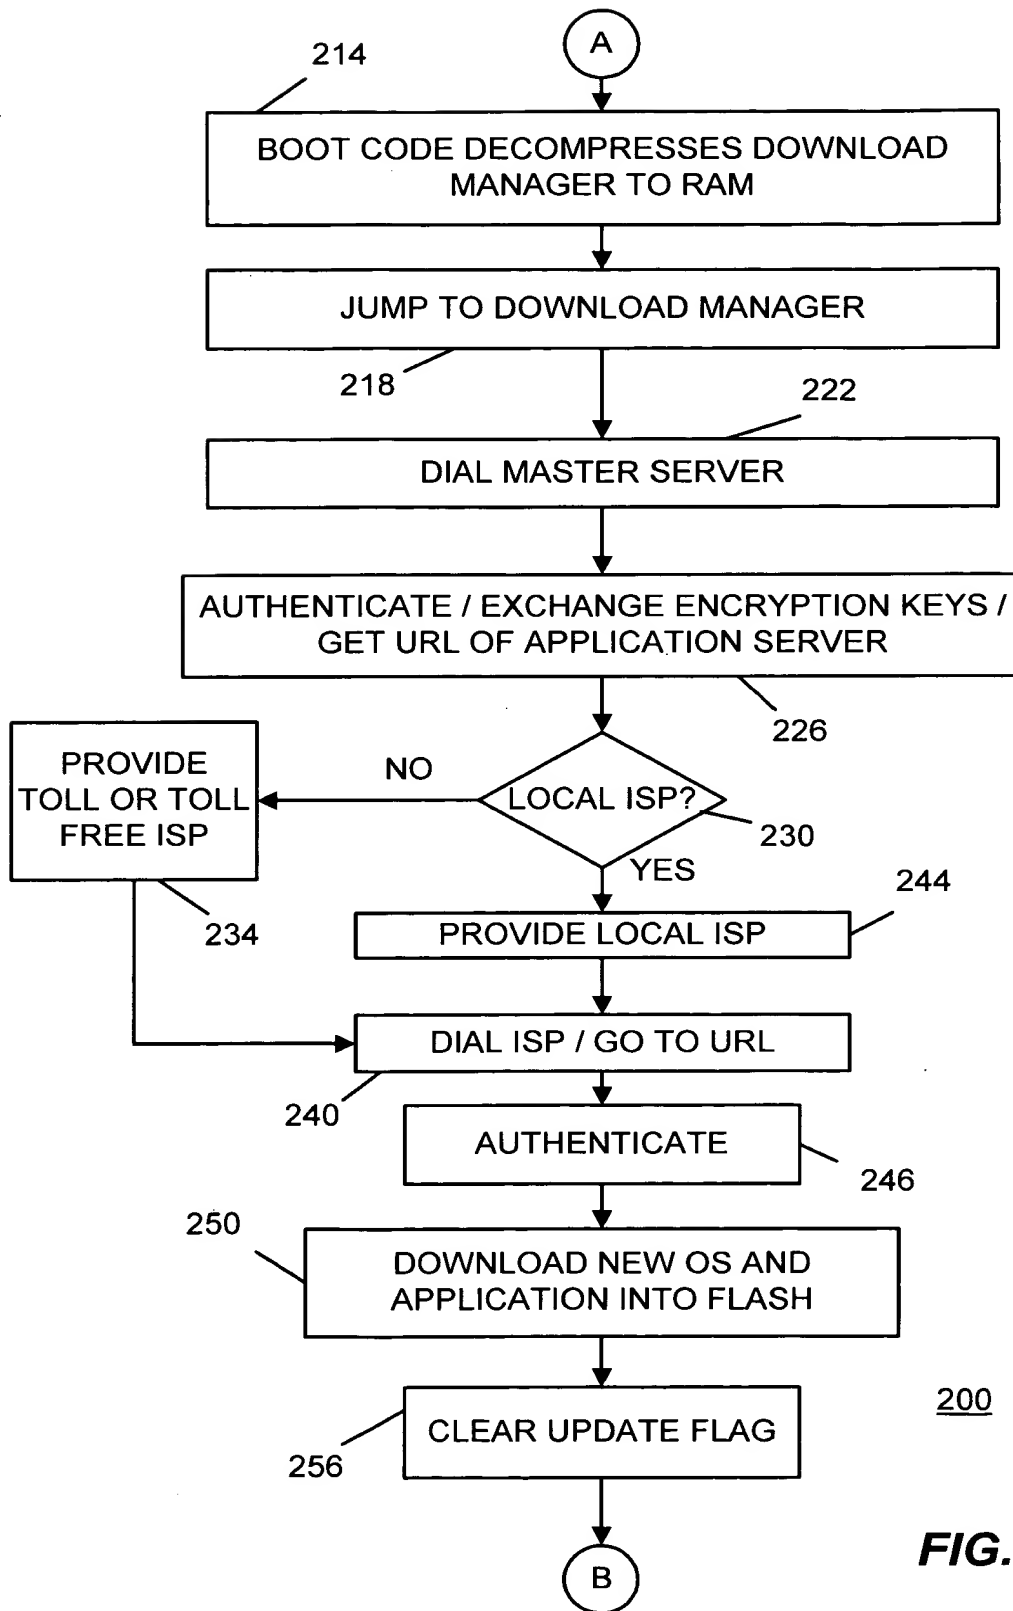 A
214
BOOT CODE DECOMPRESSES DOWNLOAD
MANAGER TO RAM
JUMP TO DOWNLOAD MANAGER
218
222
DIAL MASTER SERVER
AUTHENTICATE / EXCHANGE ENCRYPTION KEYS /
GET URL OF APPLICATION SERVER
226
PROVIDE
TOLL OR TOLL
FREE ISP
NO
LOCAL ISP?
230
YES
234
244
PROVIDE LOCAL ISP
DIAL ISP / GO TO URL
240
AUTHENTICATE
246
250
DOWNLOAD NEW OS AND
APPLICATION INTO FLASH
200
CLEAR UPDATE FLAG
256
FIG.
B